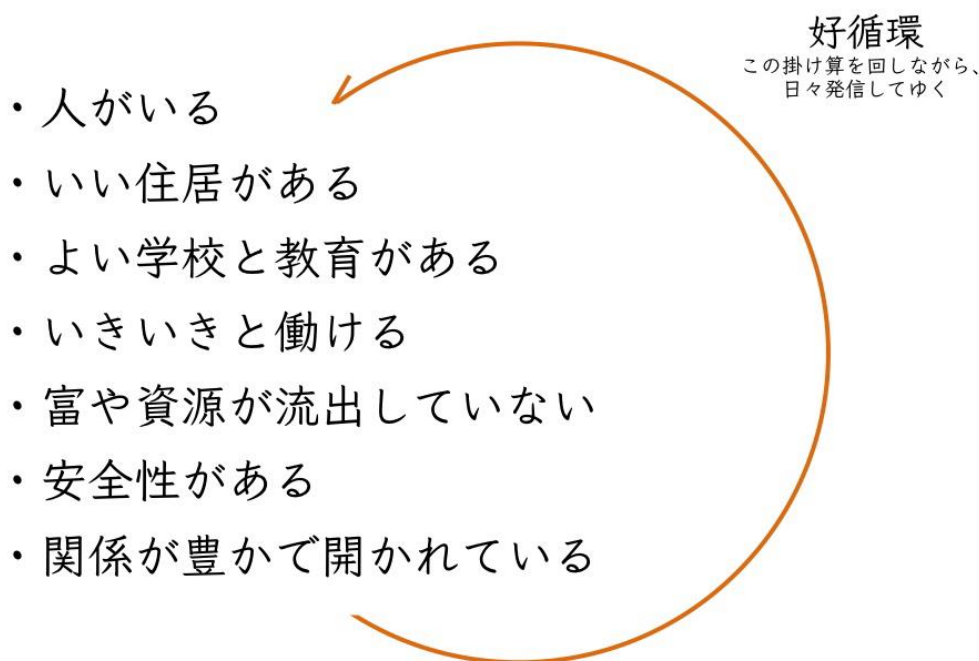 好循環
この掛け算を回しながら、
日々発信してゆく
・人がいる
・いい住居がある
・よい学校と教育がある
・いきいきと働ける
・富や資源が流出していない
・安全性がある
・関係が豊かで開かれている